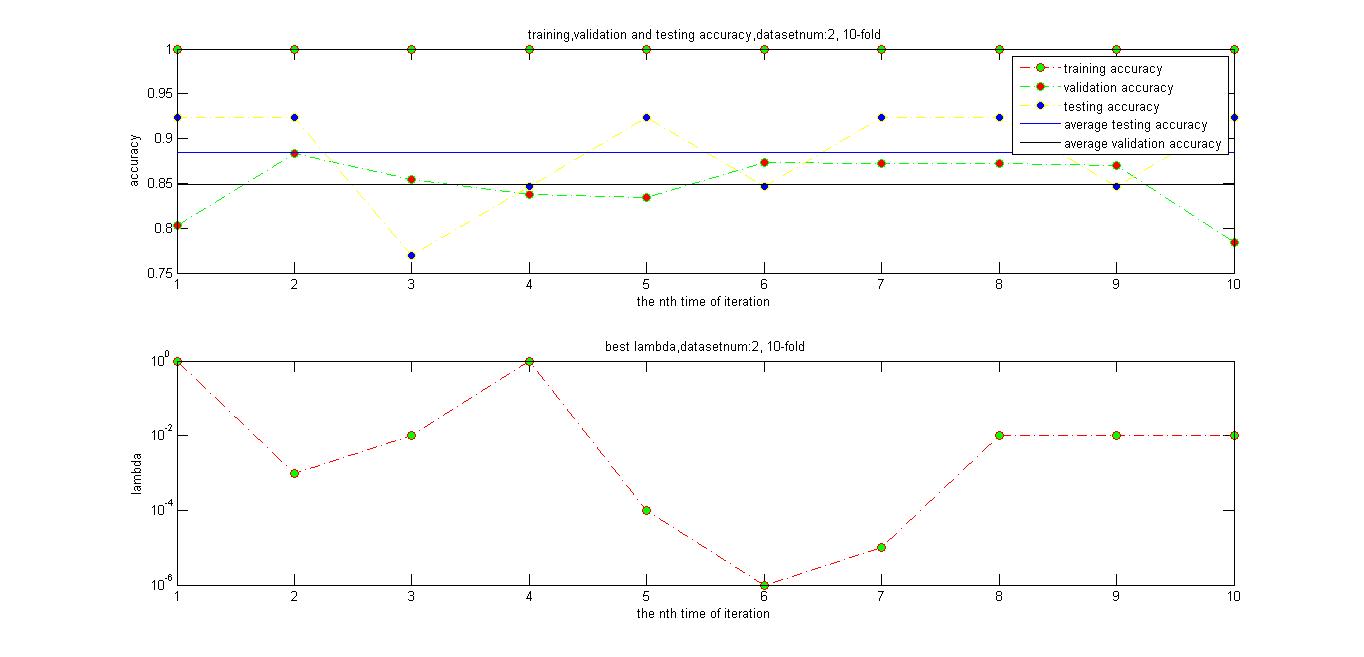 training,validation and testing accuracy,datasetnum:2, 10-fold
1
0.95
0.9
0.85
0.8
0.75
accuracy
training accuracy
validation accuracy
testing accuracy
average testing accuracy
average validation accuracy
1 2 3 4 5 6 7 8 9 10
the nth time of iteration
best lambda,datasetnum:2, 10-fold
10^0
10^-2
10^-4
10^-6
lambda
1 2 3 4 5 6 7 8 9 10
the nth time of iteration